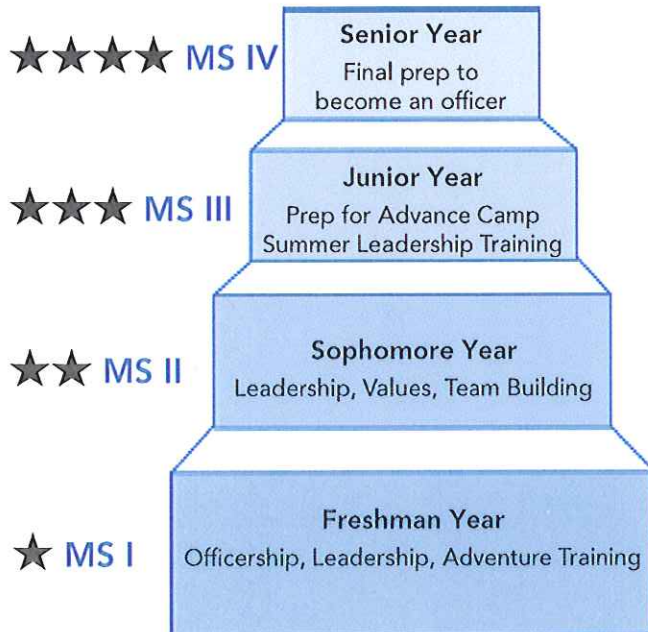 MS IV
Senior Year
Final prep to
become an officer
MS III
Junior Year
Prep for Advance Camp
Summer Leadership Training
MS II
Sophomore Year
Leadership, Values, Team Building
MS I
Freshman Year
Officership, Leadership, Adventure Training